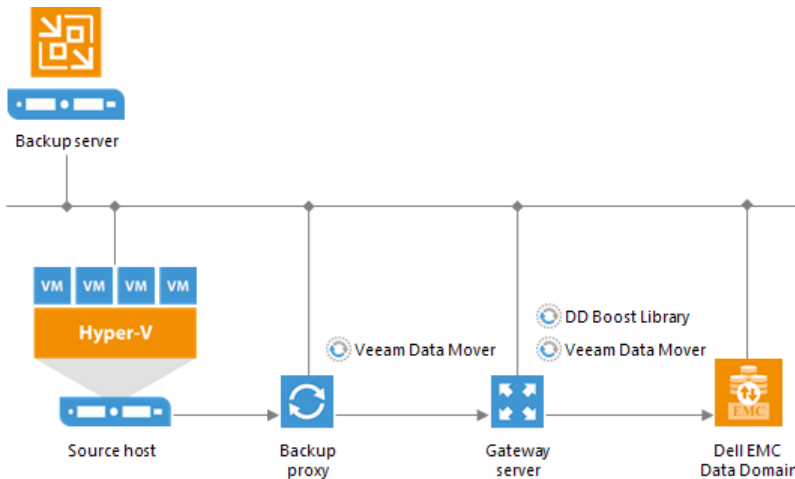 Backup server
VM VM VM VM
Hyper-V
DD Boost Library
Veeam Data Mover
Veeam Data Mover
EMC
Source host
Backup
proxy
Gateway
server
Dell EMC
Data Domain